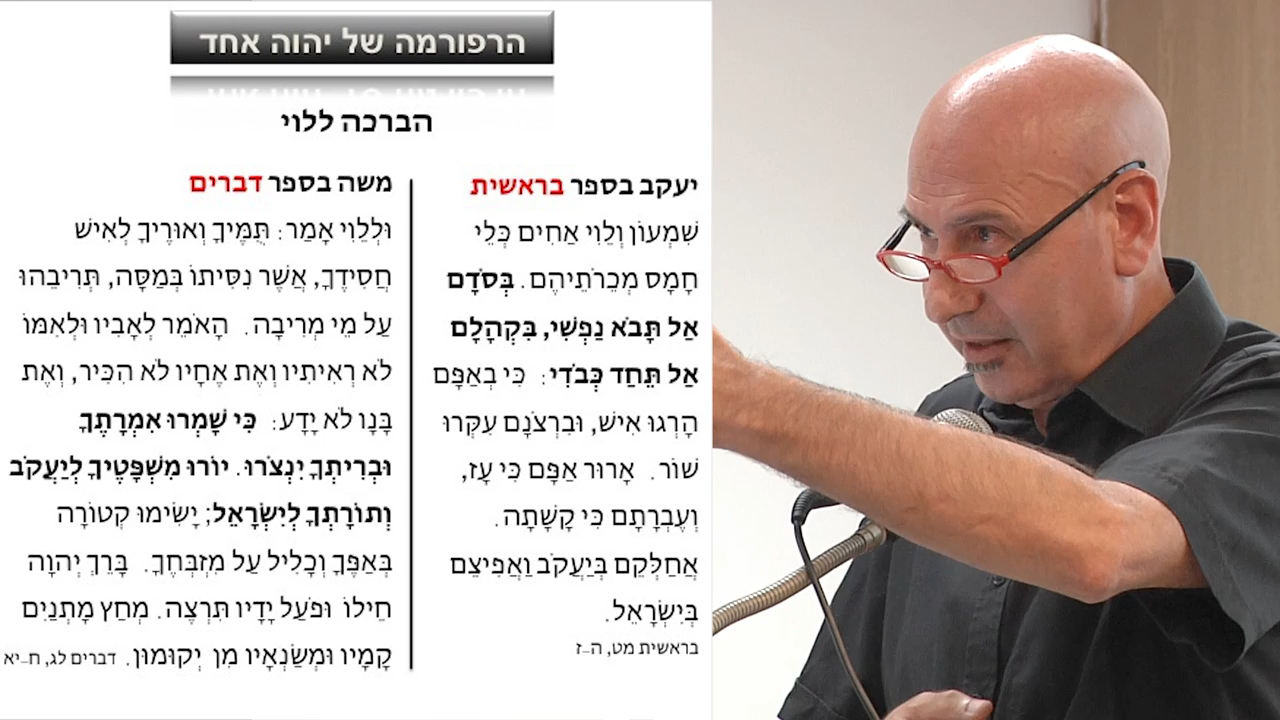 הרפורמה של יהוה אחד
הברכה ללוי
יעקב בספר בראשית
שִׁמְעוֹן וְלֵוִי אַחִים כְּלֵי
חָמָס מְכֵרֹתֵיהֶם. בְּסֹדָם
אַל תָּבֹא נַפְשִׁי, בִּקְהָלָם
אַל תֵּחַד כְּבֹדִי: כִּי בְאַפָּם
הָרְגוּ אִישׁ, וּבִרְצֹנָם עִקְּרוּ
שׁוֹר. אָרוּר אַפָּם כִּי עָז,
וְעֶבְרָתָם כִּי קָשָׁתָה.
אֲחַלְּקֵם בְּיַעֲקֹב וַאֲפִיצֵם
בְּיִשְׂרָאֵל.
בראשית מט, ה–ז
משה בספר דברים
וּלְלֵוִי אָמַר: תֻּמֶּיךָ וְאוּרֶיךָ לְאִישׁ
חֲסִידֶךָ, אֲשֶׁר נִסִּיתוֹ בְּמַסָּה, תְּרִיבֵהוּ
עַל מֵי מְרִיבָה. הָאֹמֵר לְאָבִיו וּלְאִמּוֹ
לֹא רְאִיתִיו וְאֶת אֶחָיו לֹא הִכִּיר, וְאֶת
בָּנָו לֹא יָדָע: כִּי שָׁמְרוּ אִמְרָתֶךָ
וּבְרִיתְךָ יִנְצֹרוּ. יוֹרוּ מִשְׁפָּטֶיךָ לְיַעֲקֹב
וְתוֹרָתְךָ לְיִשְׂרָאֵל; יָשִׂימוּ קְטוֹרָה
בְּאַפֶּךָ וְכָלִיל עַל מִזְבְּחֶךָ. בָּרֵךְ יְהוָה
חֵילוֹ וּפֹעַל יָדָיו תִּרְצֶה. מְחַץ מָתְנַיִם
קָמָיו וּמְשַׂנְאָיו מִן יְקוּמוּן. דברים לג, ח–יא